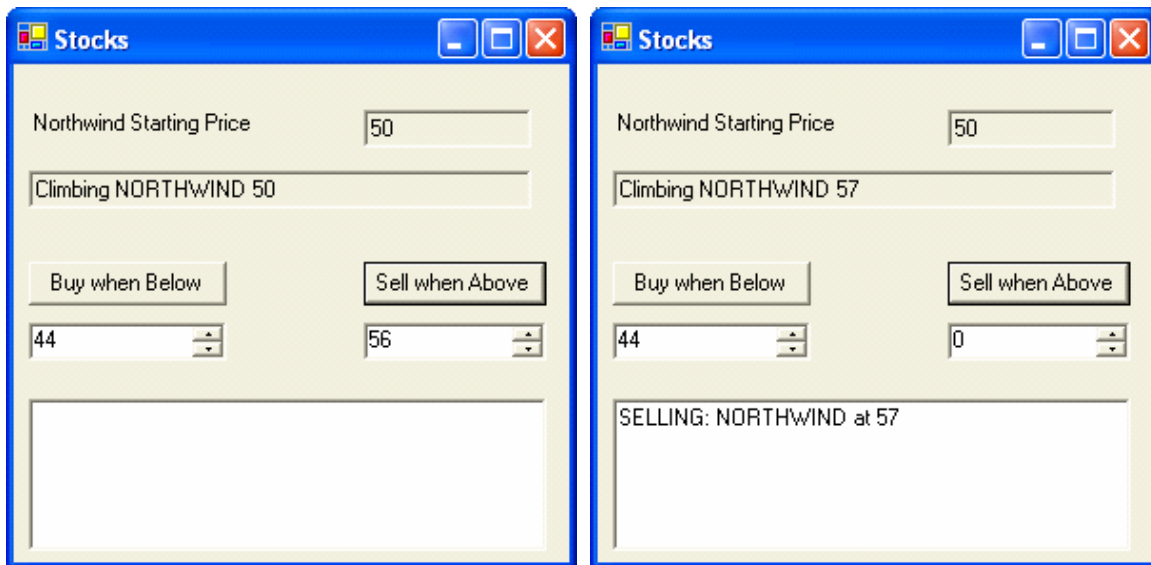 Stocks
Northwind Starting Price 50
Climbing NORTHWIND 50
Buy when Below Sell when Above
44 56
Stocks
Northwind Starting Price 50
Climbing NORTHWIND 57
Buy when Below Sell when Above
44 0
SELLING: NORTHWIND at 57